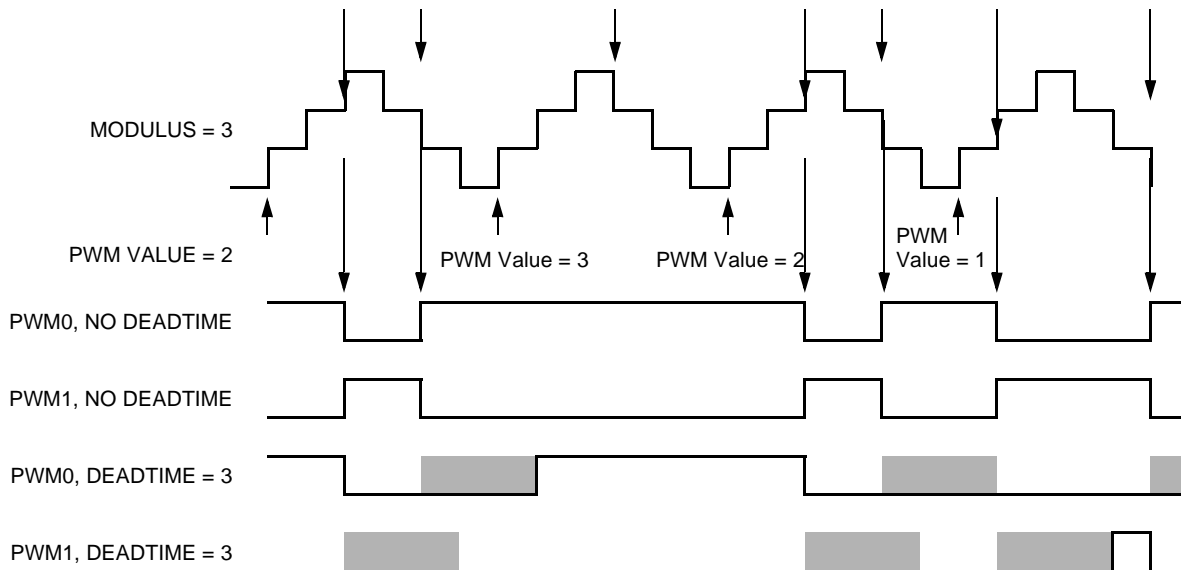 MODULUS = 3
PWM VALUE = 2
PWM Value = 3
PWM Value = 2
PWM
Value = 1
PWM0, NO DEADTIME
PWM1, NO DEADTIME
PWM0, DEADTIME = 3
PWM1, DEADTIME = 3